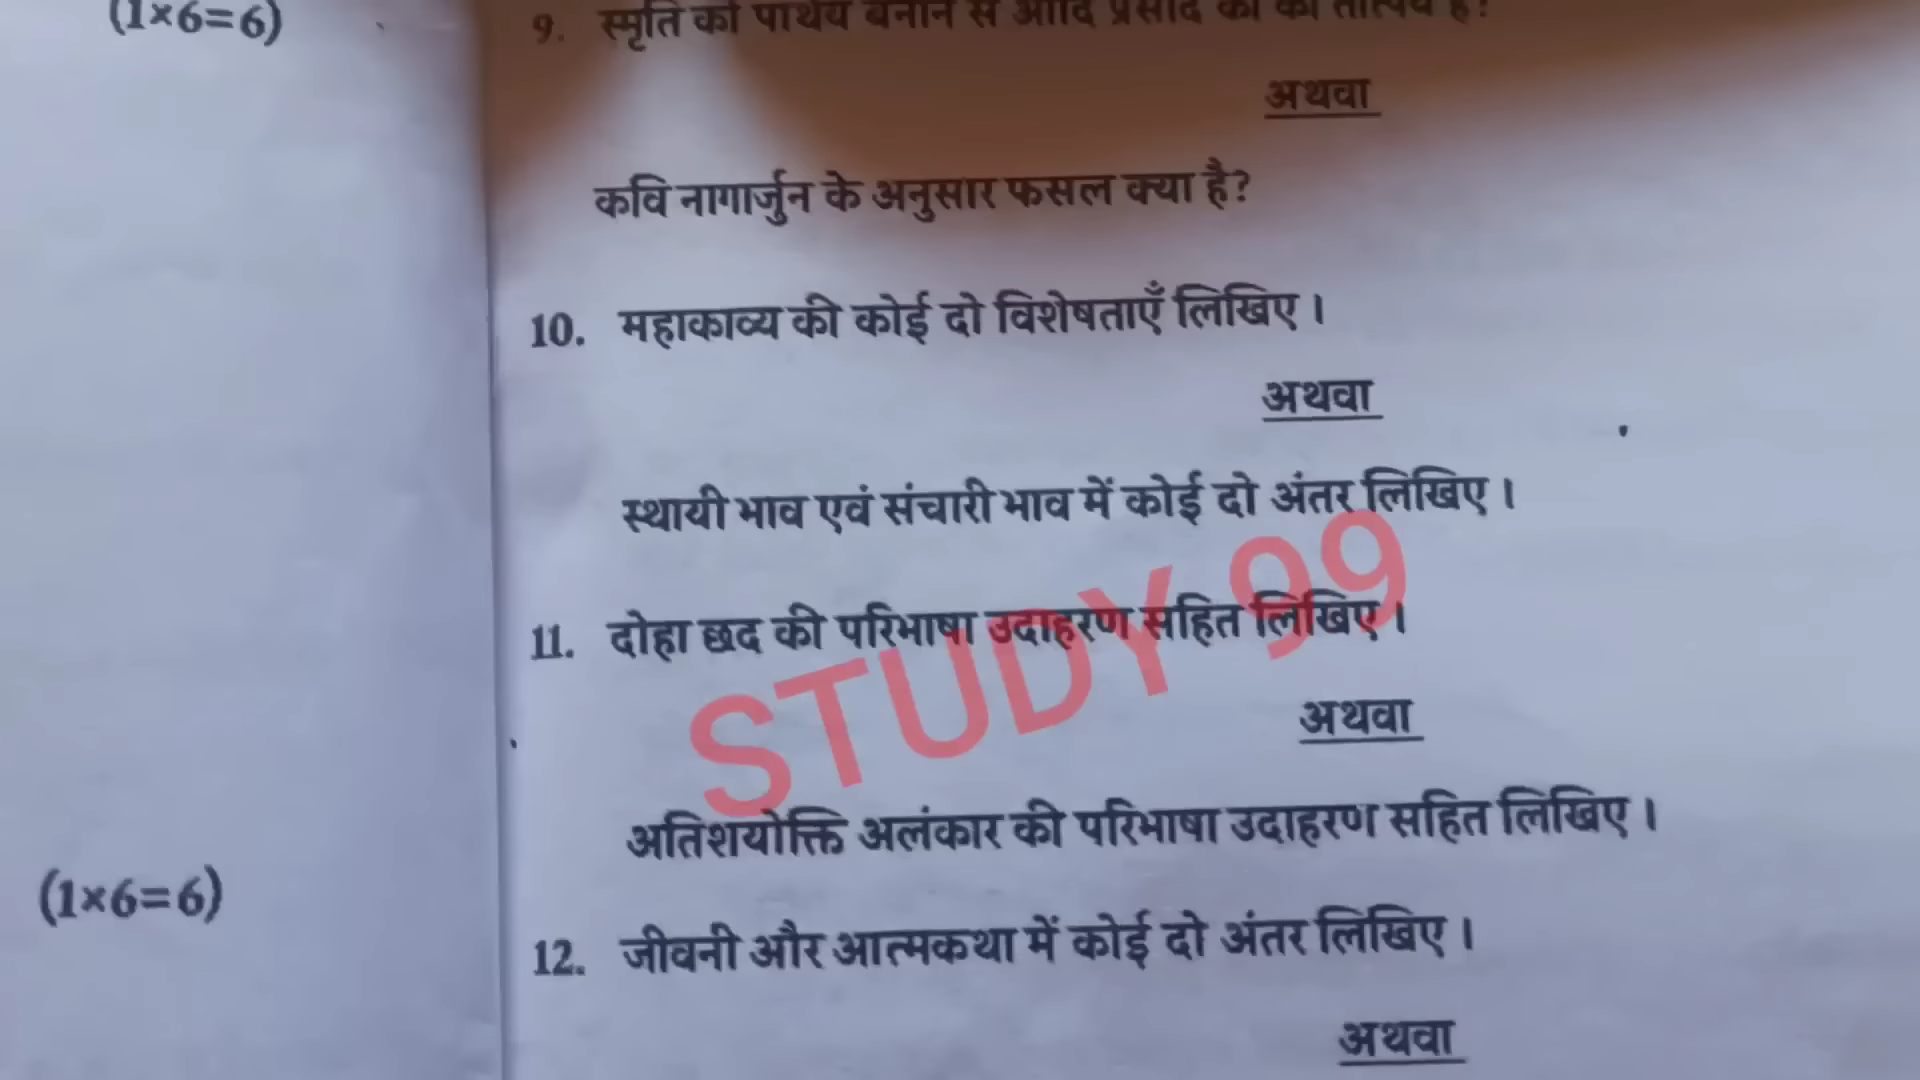 (1×6=6)
9. स्मृति को पाथेय बनाने से आदि प्रसाद की का तात्पर्य है?
अथवा
कवि नागार्जुन के अनुसार फसल क्या है?
10. महाकाव्य की कोई दो विशेषताएँ लिखिए।
अथवा
स्थायी भाव एवं संचारी भाव में कोई दो अंतर लिखिए।
11. दोहा छद की परिभाषा उदाहरण सहित लिखिए।
STUDY 99
अथवा
अतिशयोक्ति अलंकार की परिभाषा उदाहरण सहित लिखिए।
(1×6=6)
12. जीवनी और आत्मकथा में कोई दो अंतर लिखिए।
अथवा